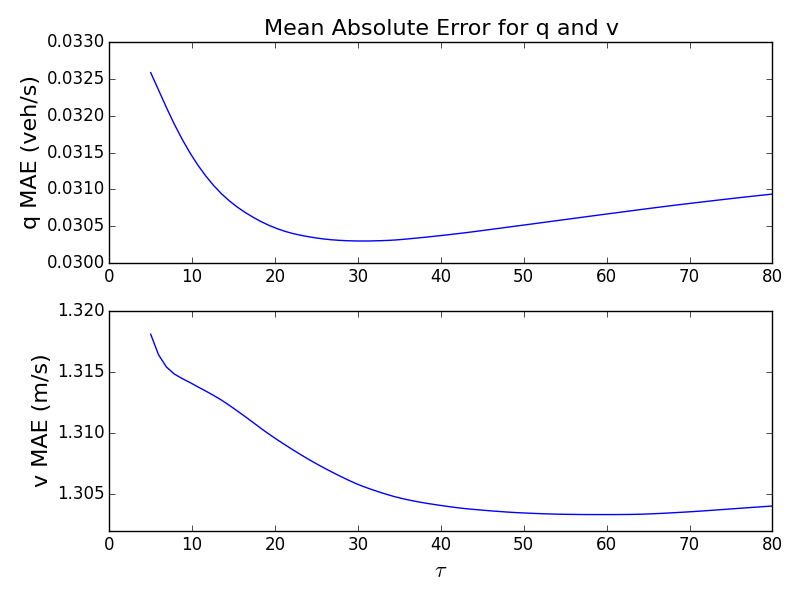 Mean Absolute Error for q and v
q MAE (veh/s)
0.0330
0.0325
0.0320
0.0315
0.0310
0.0305
0.0300
0 10 20 30 40 50 60 70 80
v MAE (m/s)
1.320
1.315
1.310
1.305
0 10 20 30 40 50 60 70 80
τ